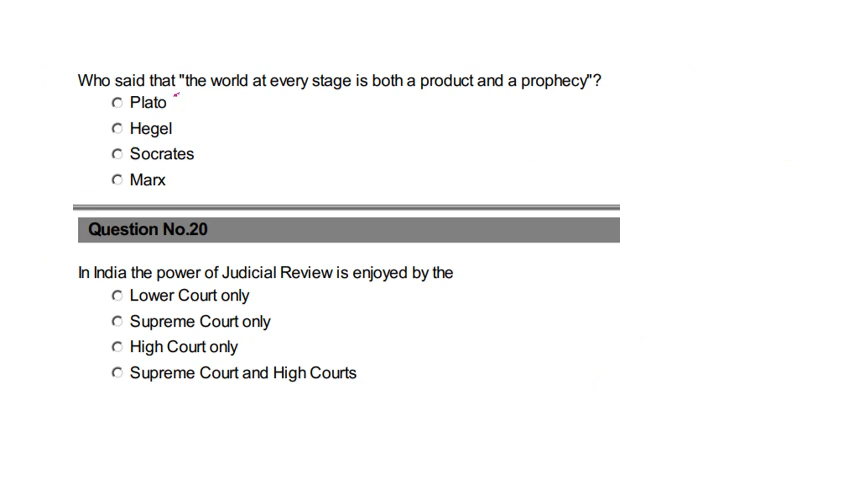 Who said that "the world at every stage is both a product and a prophecy"?
Plato
Hegel
Socrates
Marx
Question No.20
In India the power of Judicial Review is enjoyed by the
Lower Court only
Supreme Court only
High Court only
Supreme Court and High Courts